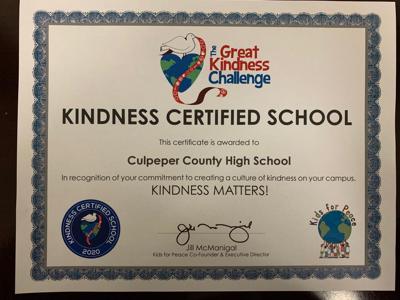 The Great
Kindness
Challenge
KINDNESS CERTIFIED SCHOOL
This certificate is awarded to
Culpeper County High School
In recognition of your commitment to creating a culture of kindness on your campus.
KINDNESS MATTERS!
KINDNESS CERTIFIED SCHOOL
2020
Jill McManigal
Kids for Peace Co-Founder & Executive Director
Kids for Peace